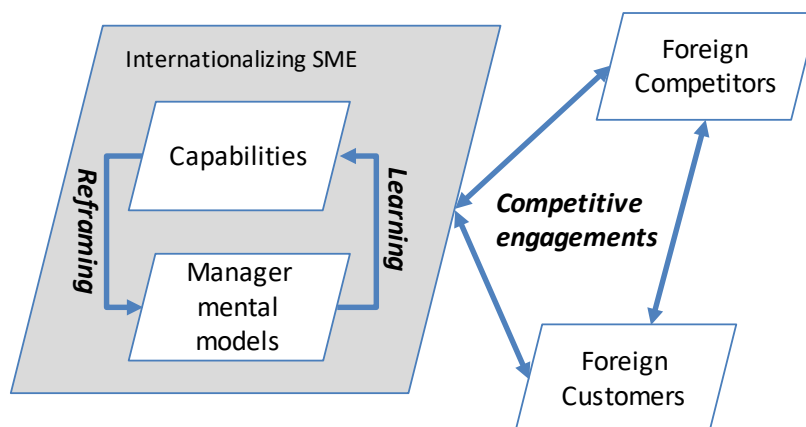 Internationalizing SME
Capabilities
Reframing
Learning
Manager
mental
models
Competitive
engagements
Foreign
Competitors
Foreign
Customers